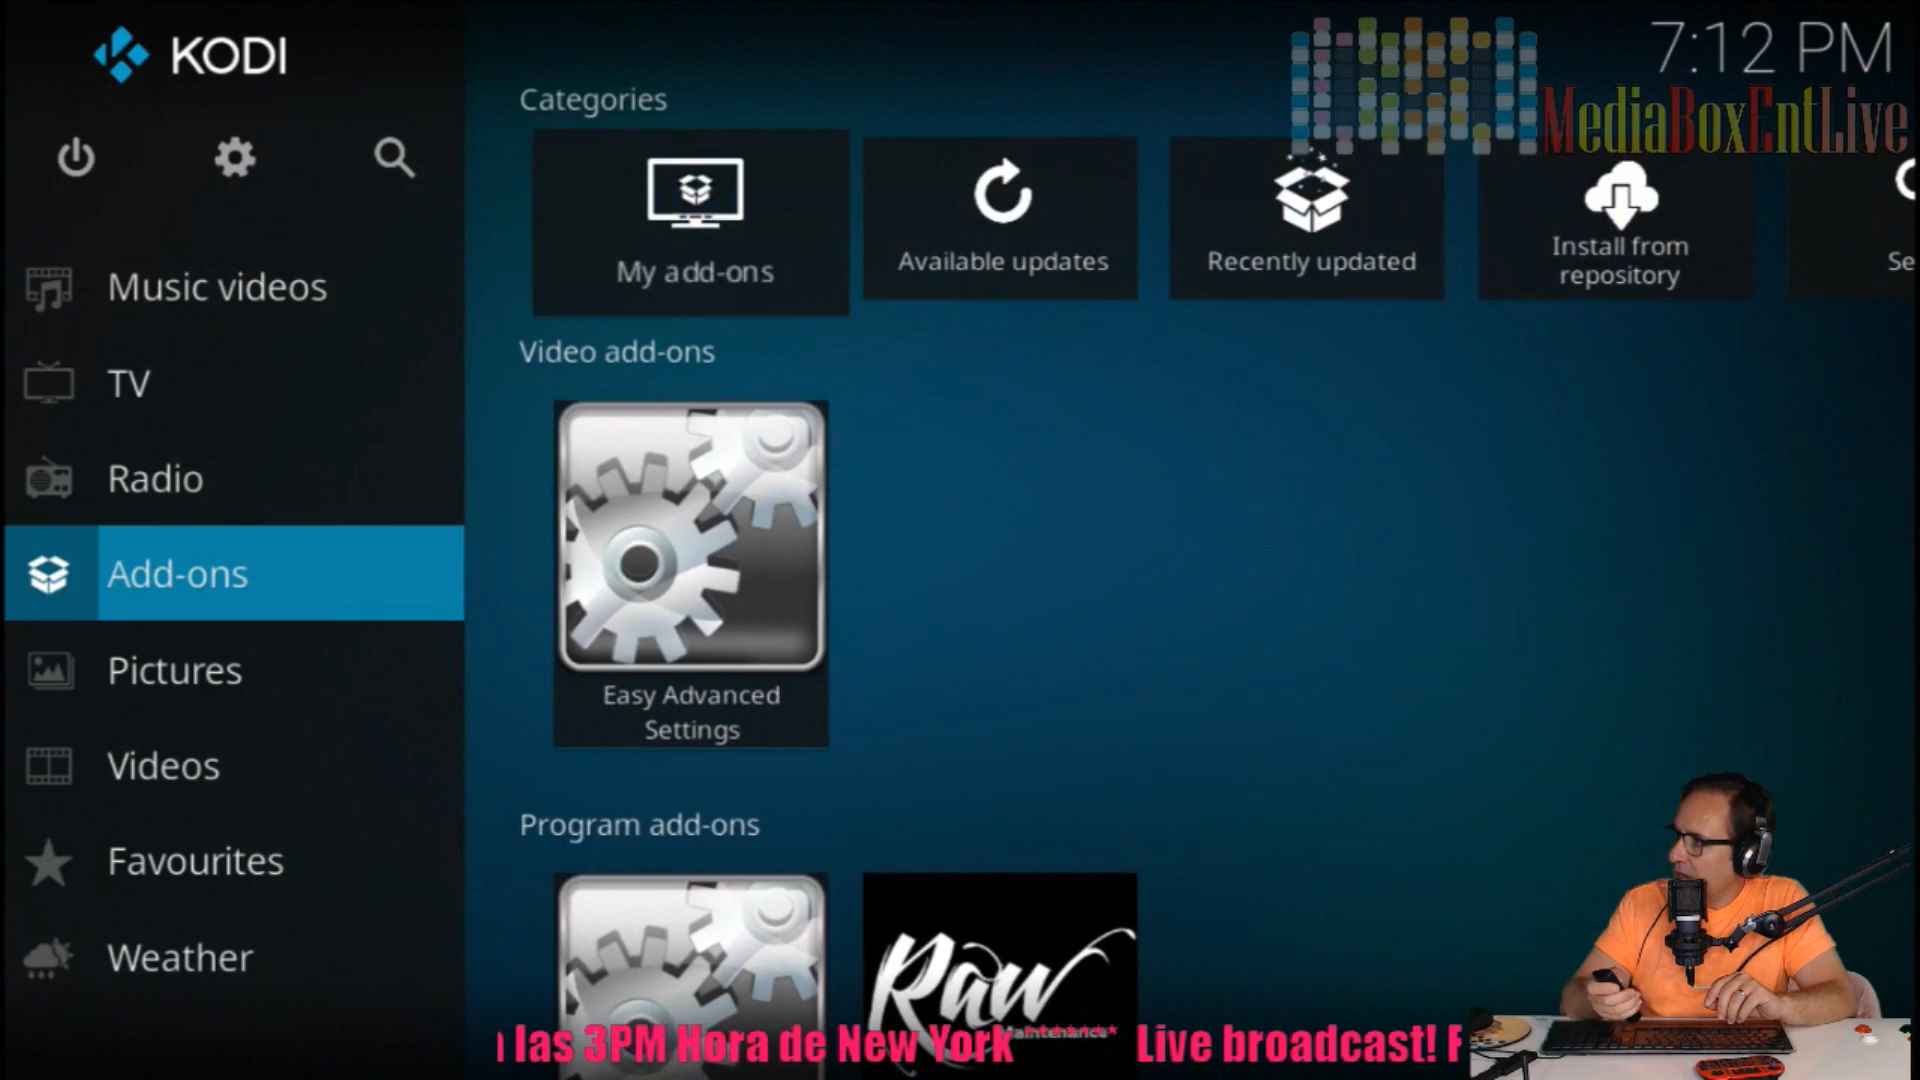 KODI
7:12 PM
MediaBoxEntLive
Categories
My add-ons
Available updates
Recently updated
Install from
repository
Se
Music videos
TV
Radio
Add-ons
Pictures
Videos
Favourites
Weather
Video add-ons
Easy Advanced
Settings
Program add-ons
Raw
Maintenance
las 3PM Hora de New York
Live broadcast! F